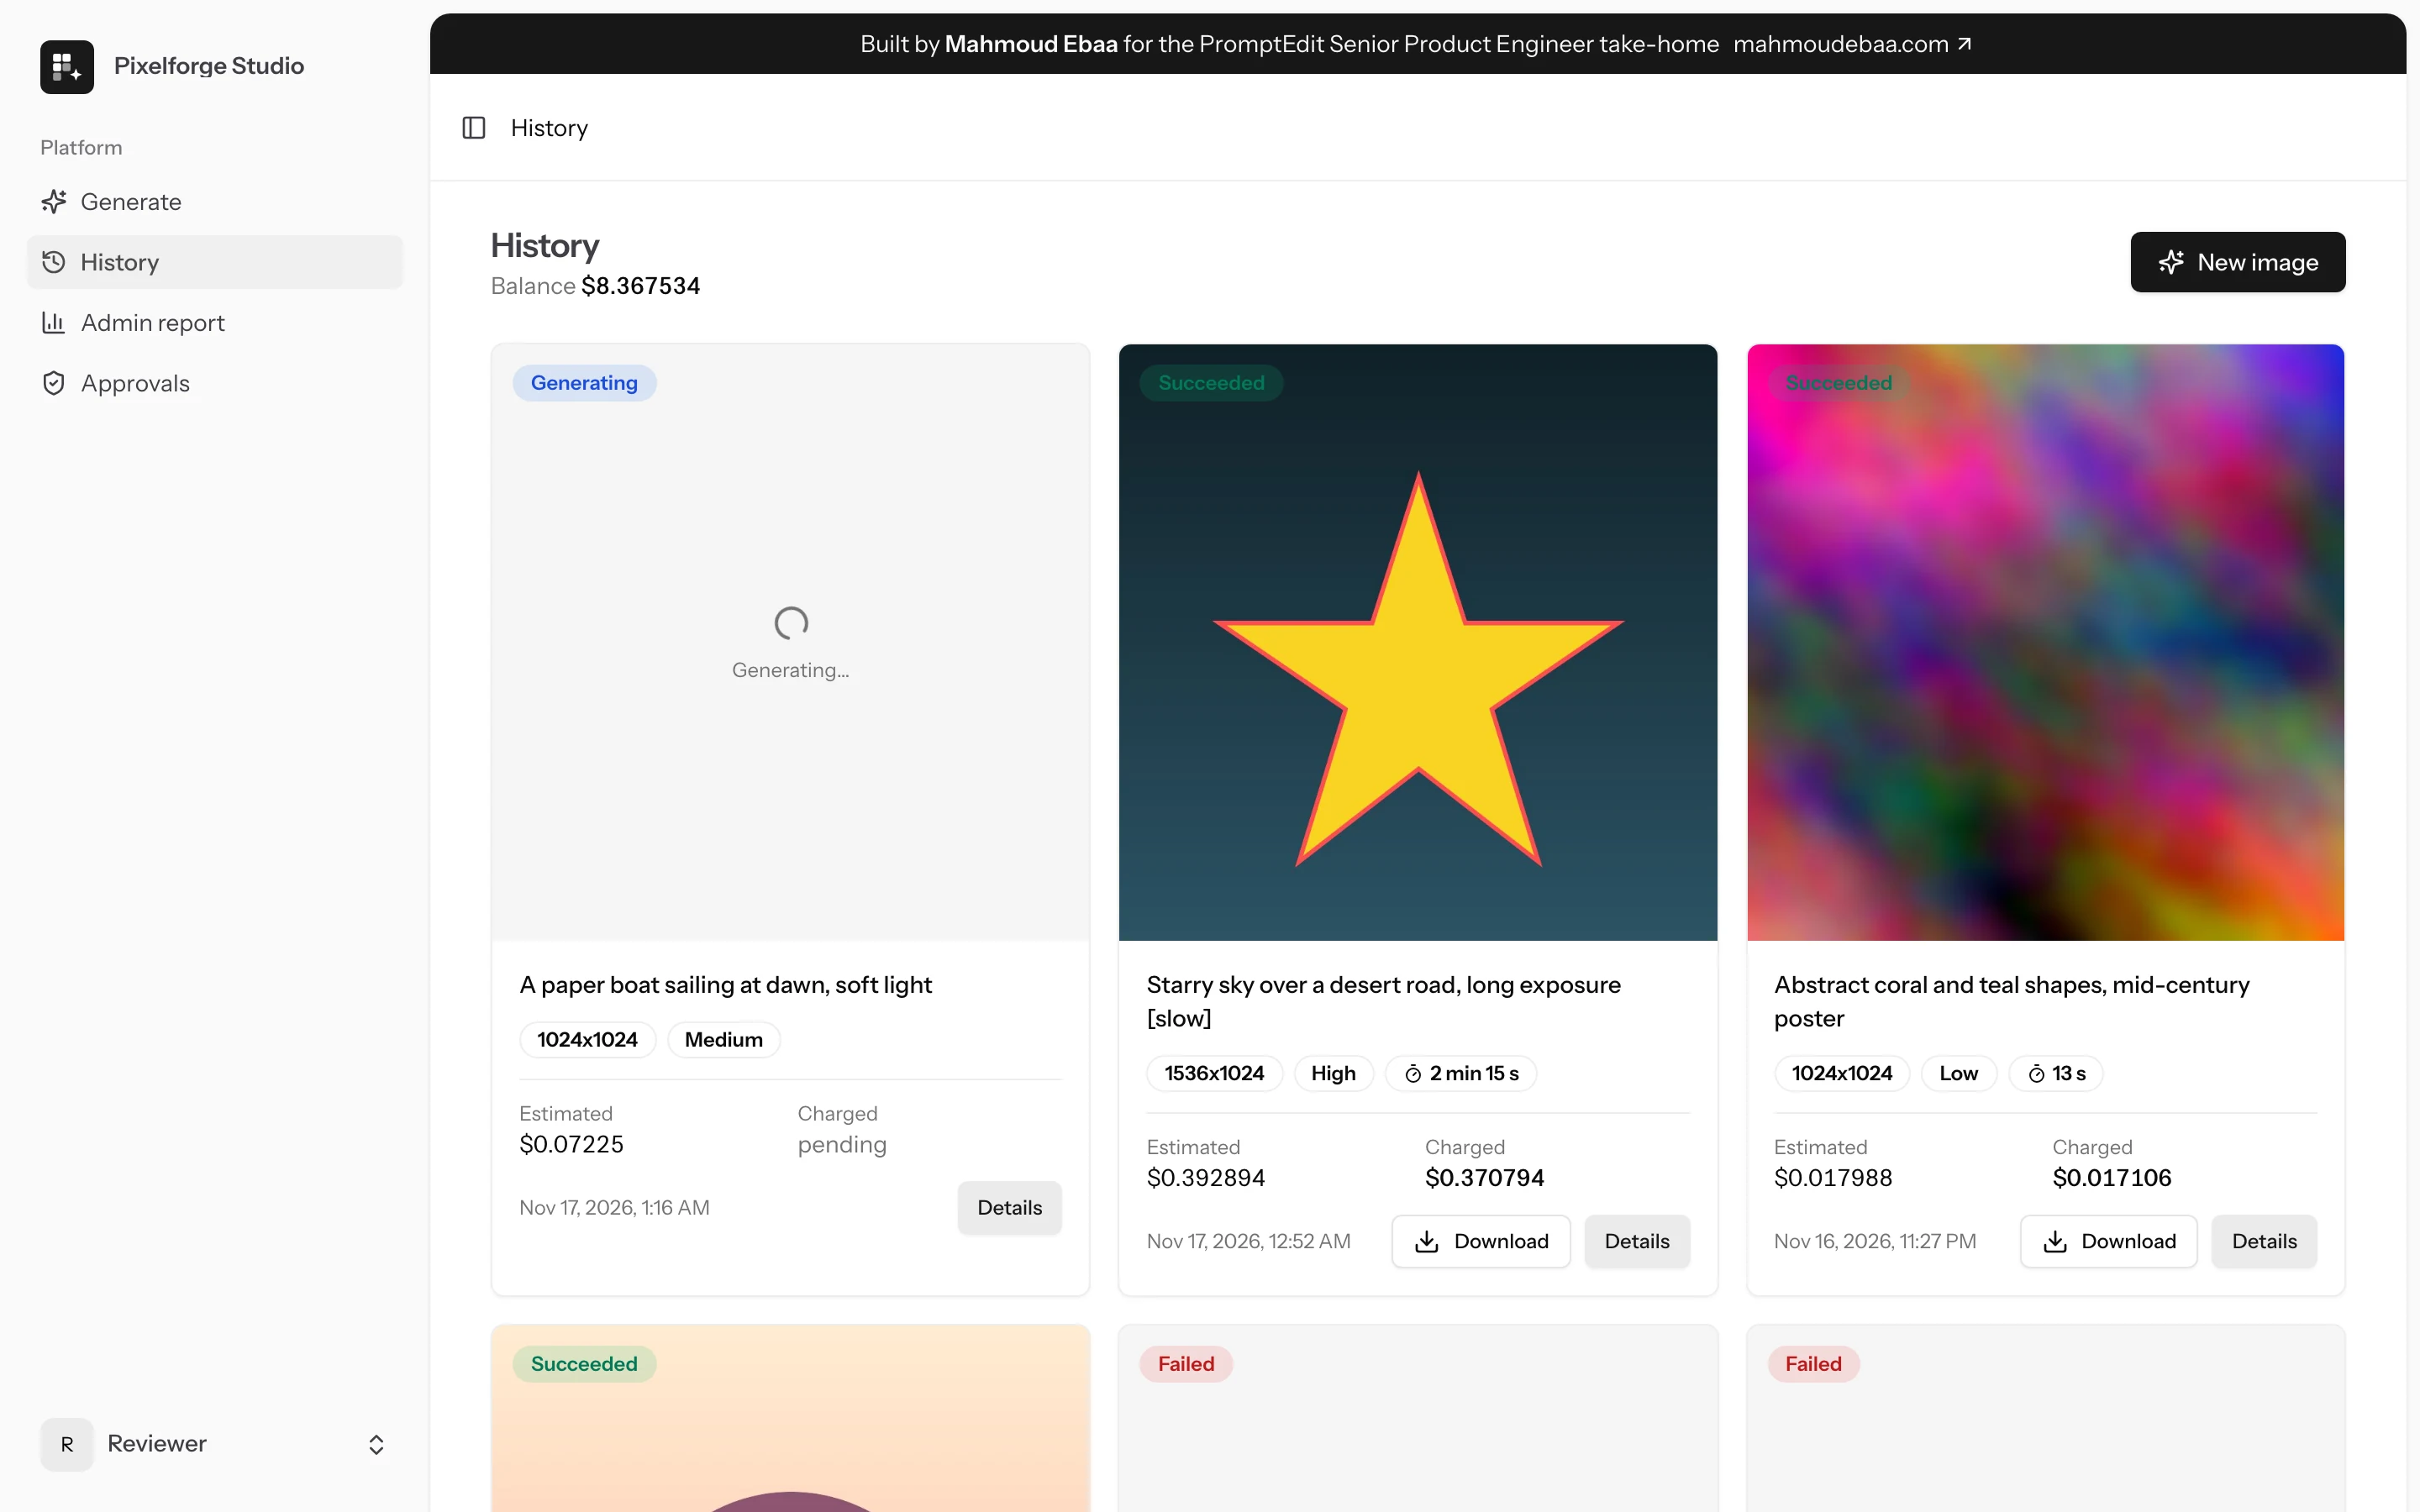 Pixelforge Studio
Platform
Generate
History
Admin report
Approvals
R Reviewer
Built by Mahmoud Ebaa for the PromptEdit Senior Product Engineer take-home mahmoudebaa.com
History
History
Balance $8.367534
New image
Generating
Generating...
A paper boat sailing at dawn, soft light
1024x1024 Medium
Estimated Charged
$0.07225 pending
Nov 17, 2026, 1:16 AM Details
Succeeded
Starry sky over a desert road, long exposure
[slow]
1536x1024 High 2 min 15 s
Estimated Charged
$0.392894 $0.370794
Nov 17, 2026, 12:52 AM Download Details
Succeeded
Abstract coral and teal shapes, mid-century
poster
1024x1024 Low 13 s
Estimated Charged
$0.017988 $0.017106
Nov 16, 2026, 11:27 PM Download Details
Succeeded
Failed
Failed